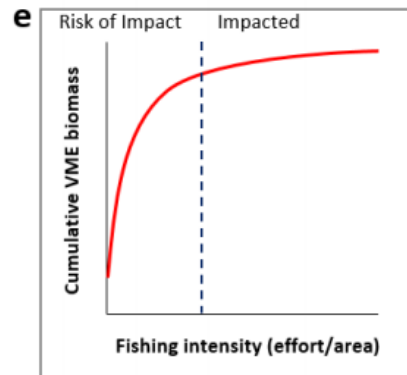 e
Risk of Impact Impacted
Cumulative VME biomass
Fishing intensity (effort/area)